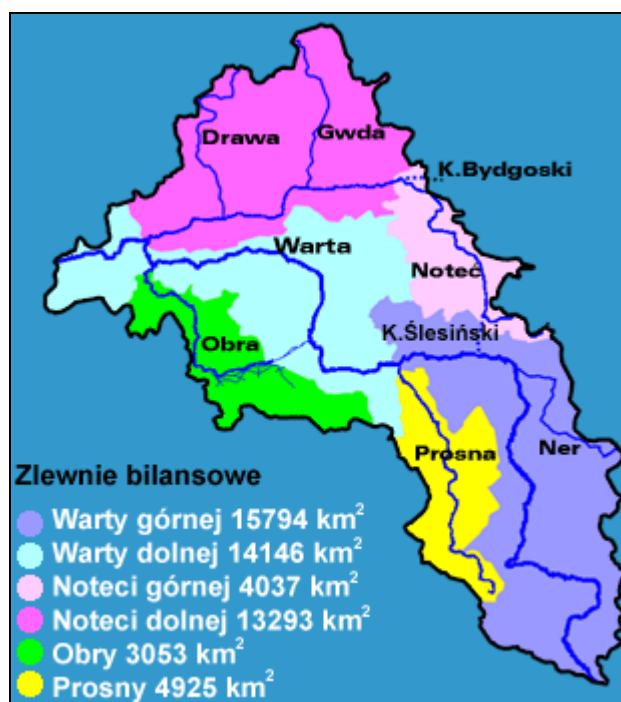 Drawa
Gwda
K.Bydgoski
Warta
Noteć
K.Ślesiński
Obra
Prosna
Ner
Zlewnie bilansowe
Warty górnej 15794 km²
Warty dolnej 14146 km²
Noteci górnej 4037 km²
Noteci dolnej 13293 km²
Obry 3053 km²
Prosny 4925 km²